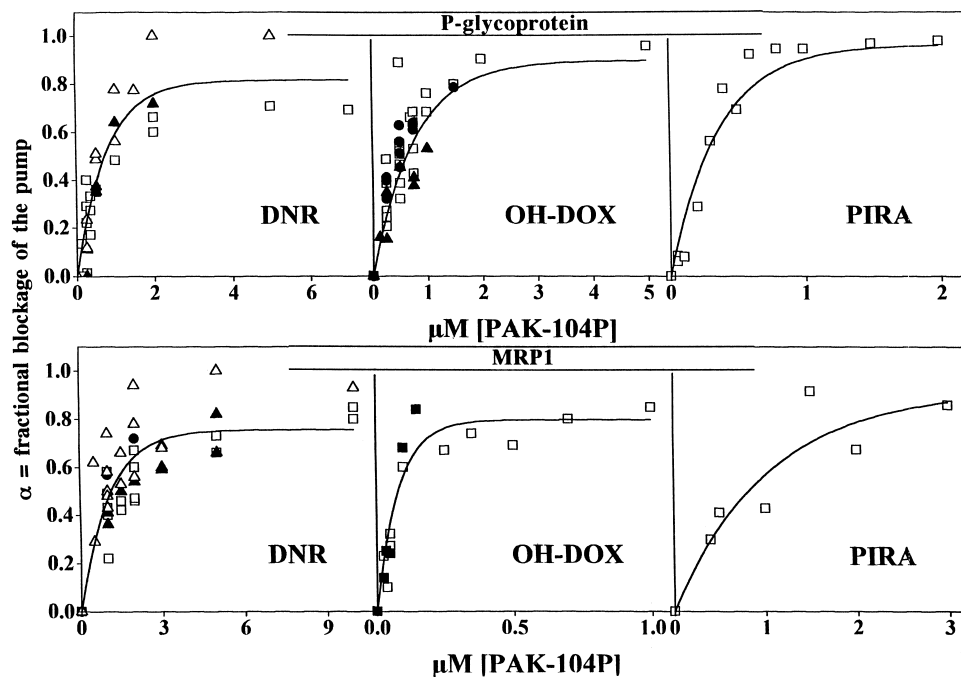 P-glycoprotein
1.0
0.8
0.6
0.4
0.2
0.0
DNR
OH-DOX
PIRA
0 2 4 6 0 1 2 3 4 5 0 1 2
μM [PAK-104P]
α = fractional blockage of the pump
MRP1
1.0
0.8
0.6
0.4
0.2
0.0
DNR
OH-DOX
PIRA
0 3 6 9 0.0 0.5 1.0 0 1 2 3
μM [PAK-104P]